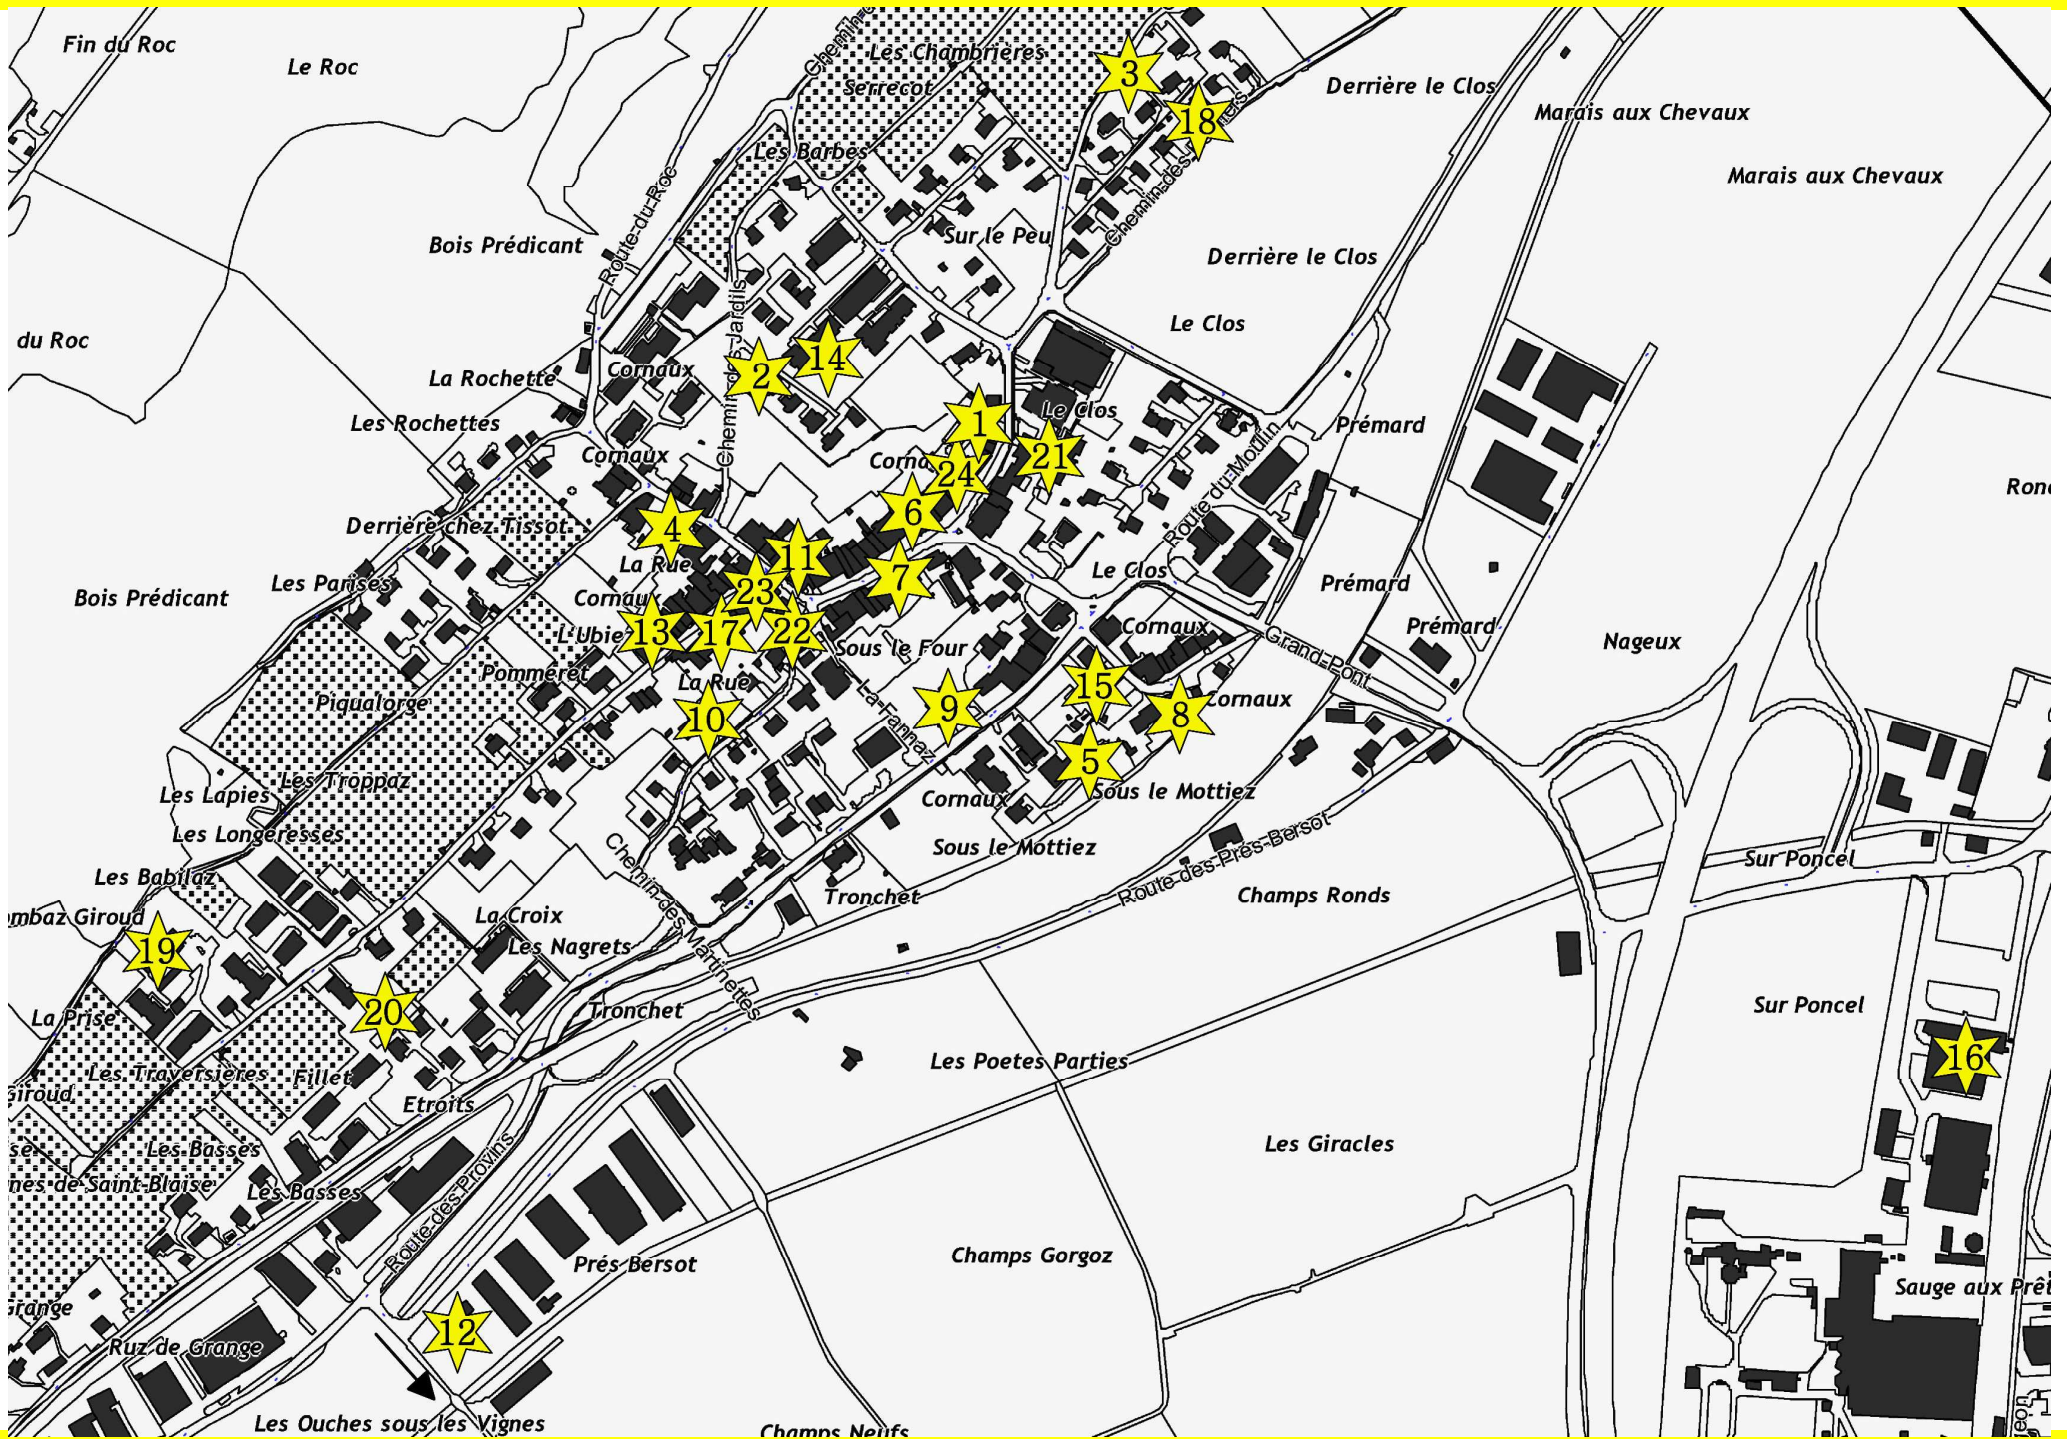 Fin du Roc
Le Roc
Les Chambrières
Serrecot
3
18
Derrière le Clos
Marais aux Chevaux
Marais aux Chevaux
Les Barbes
Route du Roc
Bois Prédicant
Sur le Peu
Chemin des
Derrière le Clos
du Roc
Le Clos
Chemin des Jardils
La Rochette
Cornaux
2
14
Les Rochettes
1
Le Clos
Prémard
Cornaux
24
21
Route du Moulin
Derrière chez Tissot
4
6
La Rue
11
7
Le Clos
Bois Prédicant
Les Parises
Cornaux
23
Prémard
L'Ubie
13
17
22
Sous le Four
Cornaux
Grand-Pont
Prémard
Nageux
Pommeret
La Rue
Piqualorge
10
La Fannaz
9
15
8
Cornaux
Les Troppaz
5
Les Lapies
Cornaux
Sous le Mottiez
Les Longeresses
Chemin des Martinettes
Sous le Mottiez
Route des Prés-Bersot
Sur Poncel
Les Babilaz
Tronchet
Champs Ronds
ombaz Giroud
La Croix
Les Nagrets
19
20
Tronchet
Sur Poncel
La Prise
16
Les Poetes Parties
Les Traversières
Fillet
Giroud
Etroits
Les Giracles
Les Basses
nes de Saint-Blaise
Les Basses
Route des Provins
Prés Bersot
Champs Gorgoz
Sauge aux Prêt
Grange
12
Ruz de Grange
Les Ouches sous les Vignes
Champs Neufs